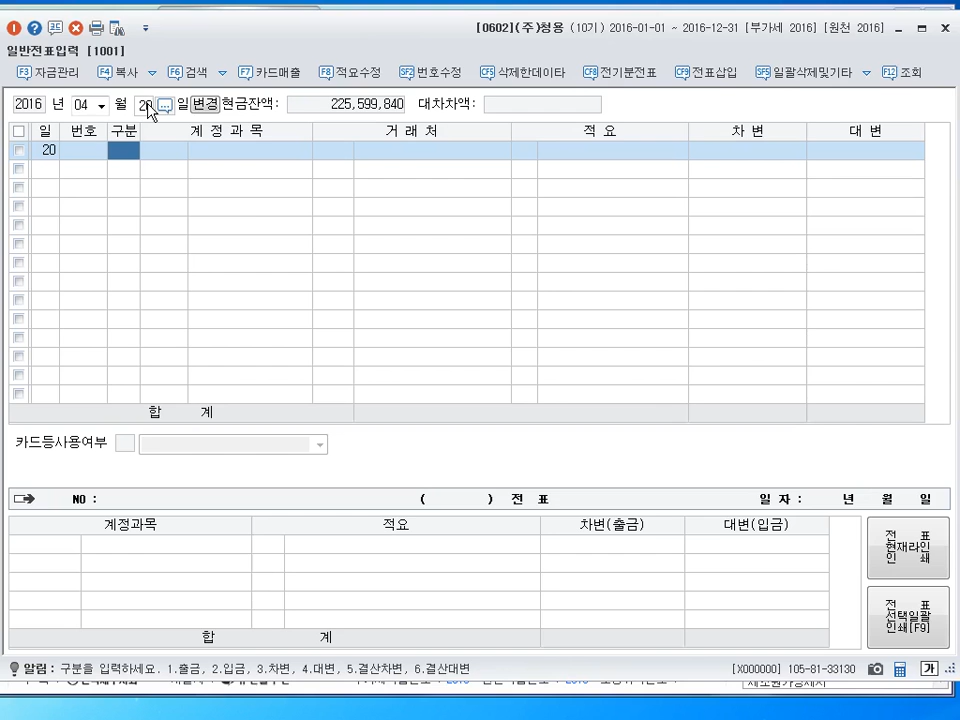 [0602](주)청용 (10기) 2016-01-01 ~ 2016-12-31 [부가세 2016] [원천 2016]
일반전표입력 [1001]
F3 자금관리 F4 복사 F6 검색 F7 카드매출 F8 적요수정 SF2 번호수정 CF5 삭제한데이타 CF8 전기분전표 CF9 전표삽입 SF5 일괄삭제및기타 F12 조회
2016 년 04 월 20 일 변경 현금잔액: 225,599,840 대차차액:
일 번호 구분 계 정 과 목 거 래 처 적 요 차 변 대 변
20
합 계
카드등사용여부
NO : ( ) 전 표 일 자 : 년 월 일
계정과목 적요 차변(출금) 대변(입금)
전 표
현재라인
인 쇄
전 표
선택일괄
인쇄[F9]
합 계
알림 : 구분을 입력하세요. 1.출금, 2.입금, 3.차변, 4.대변, 5.결산차변, 6.결산대변 [X000000] 105-81-33130 가